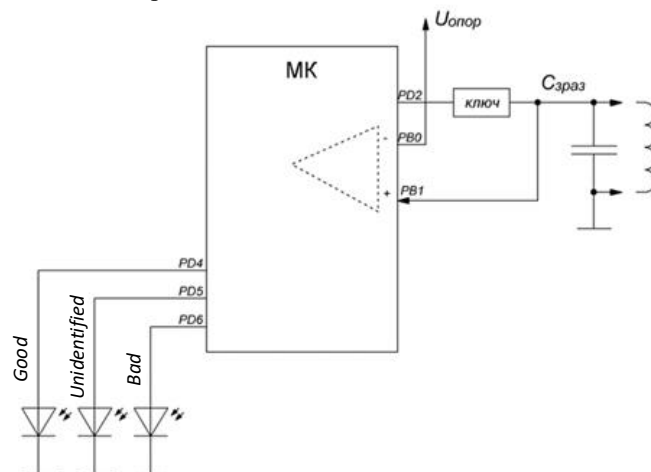 Uопор
МК
Cзраз
PD2
ключ
-
PB0
+
PB1
PD4
PD5
PD6
Good
Unidentified
Bad